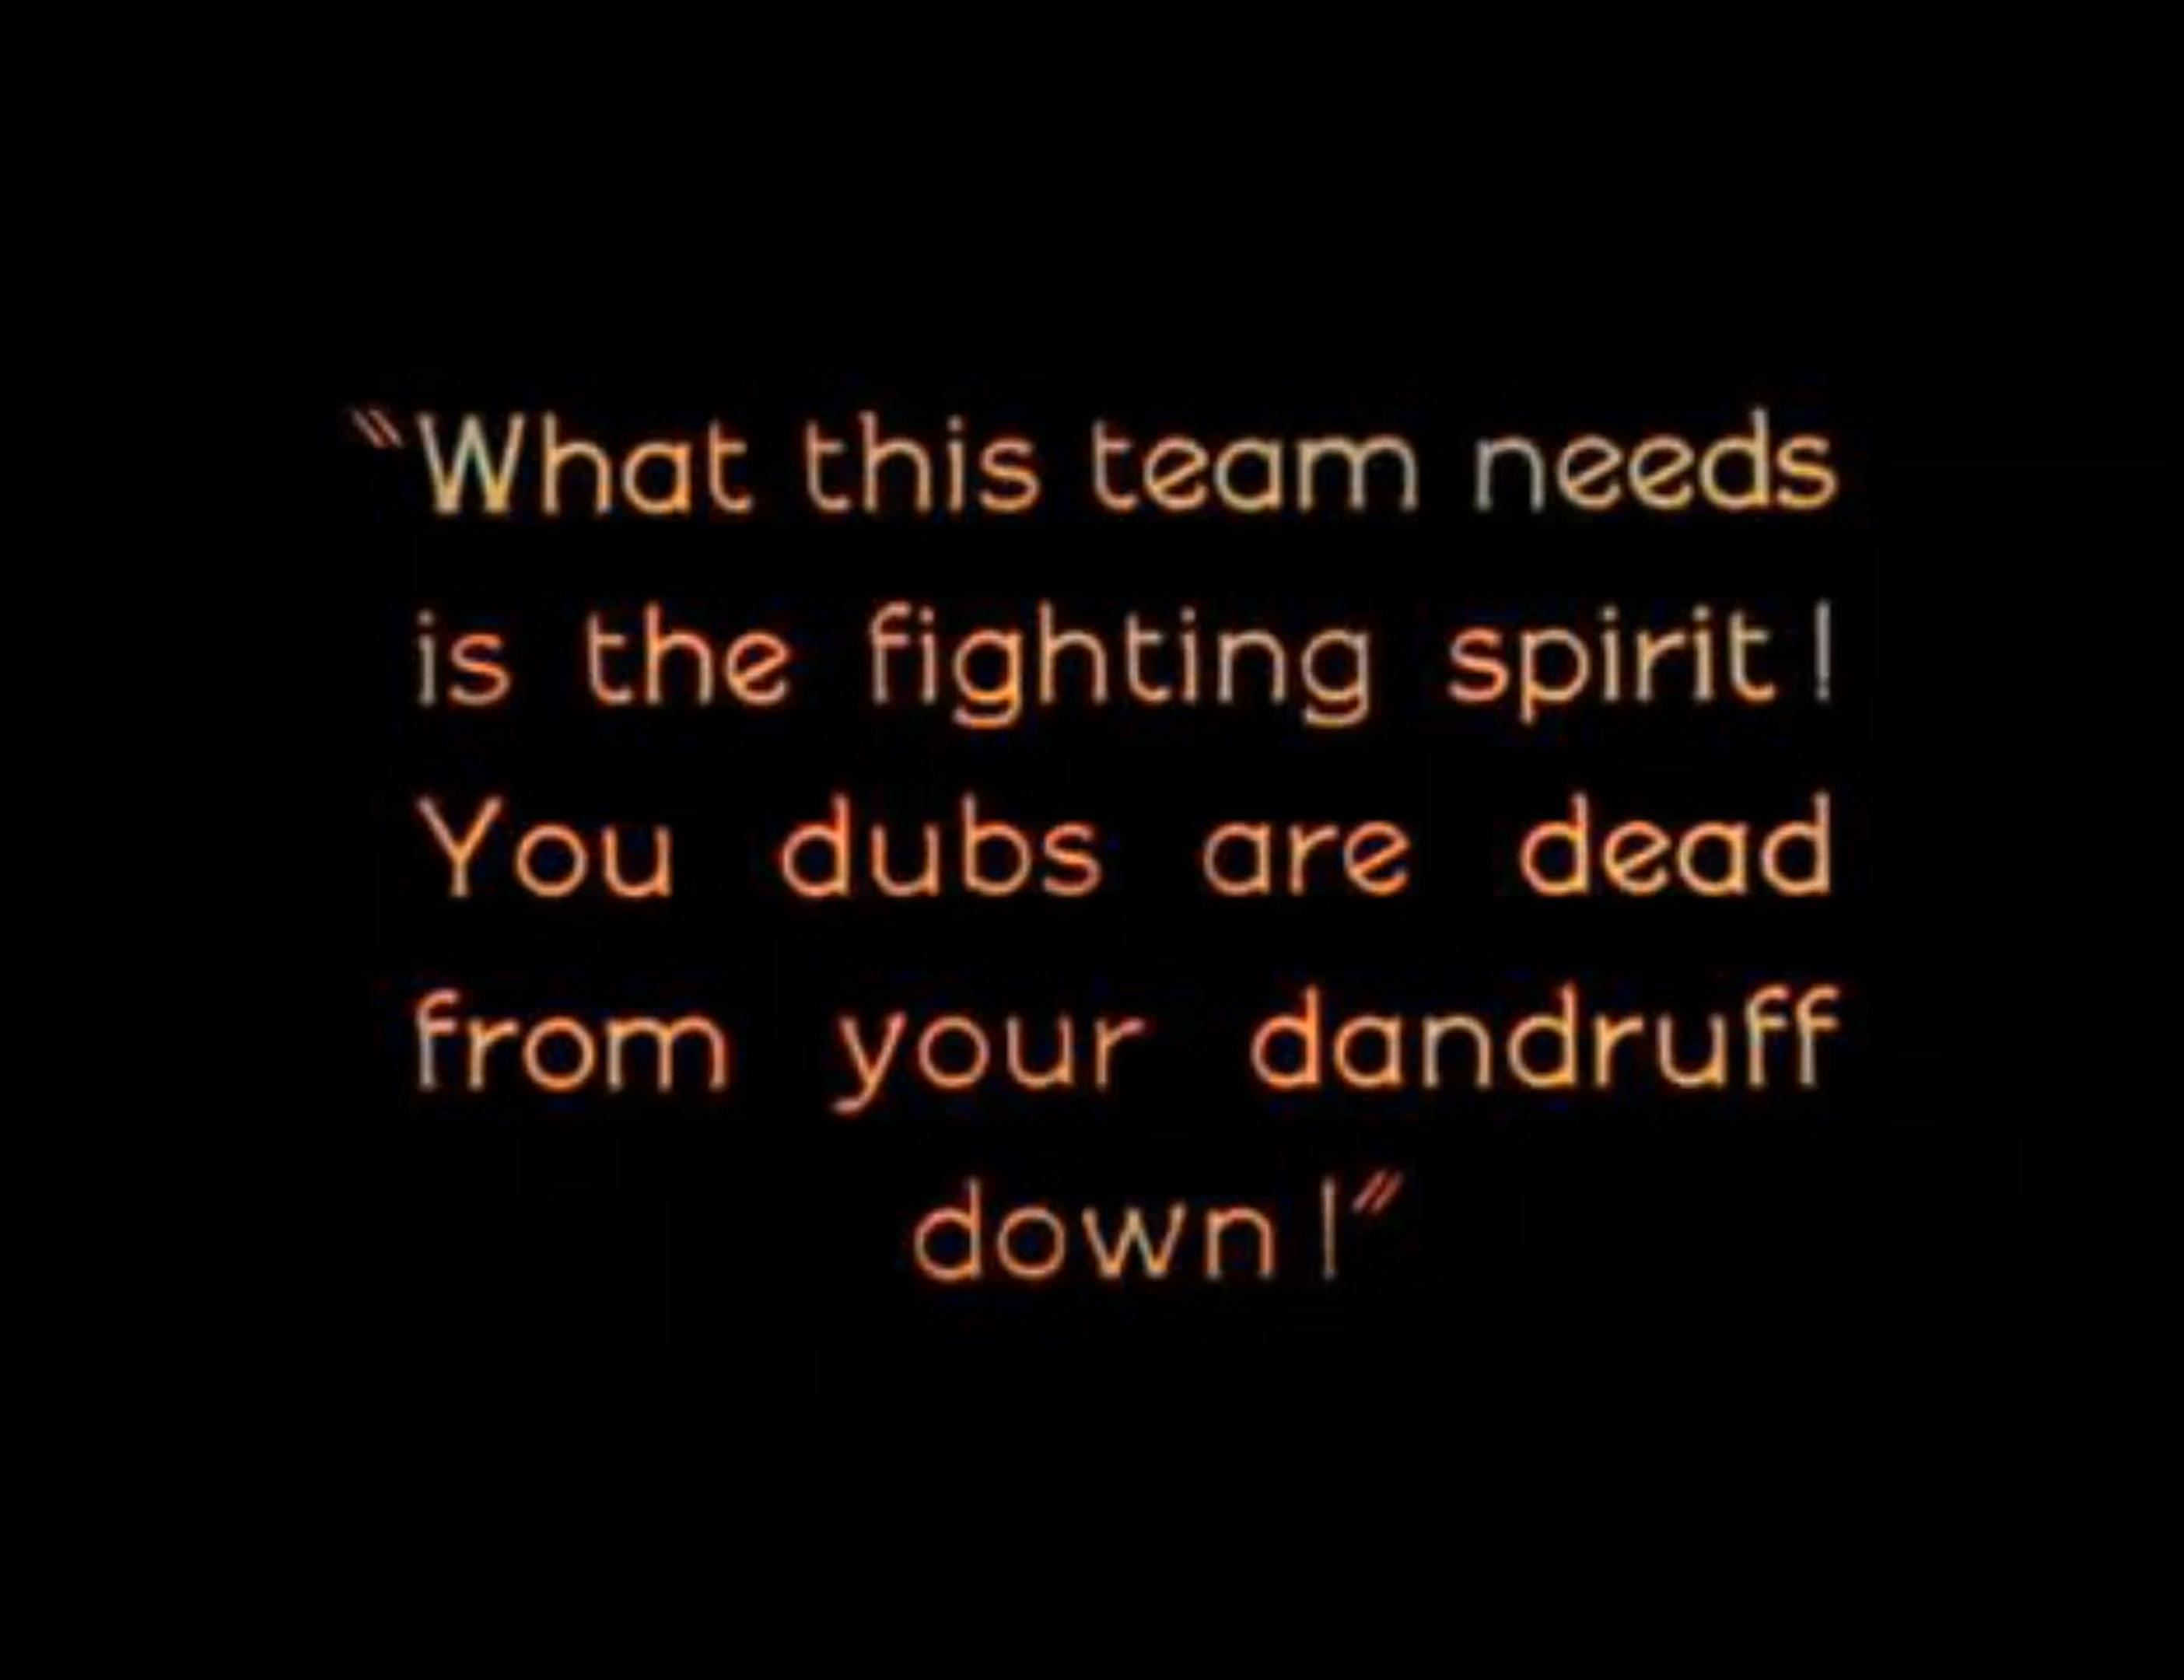 “What this team needs
is the fighting spirit!
You dubs are dead
from your dandruff
down!”